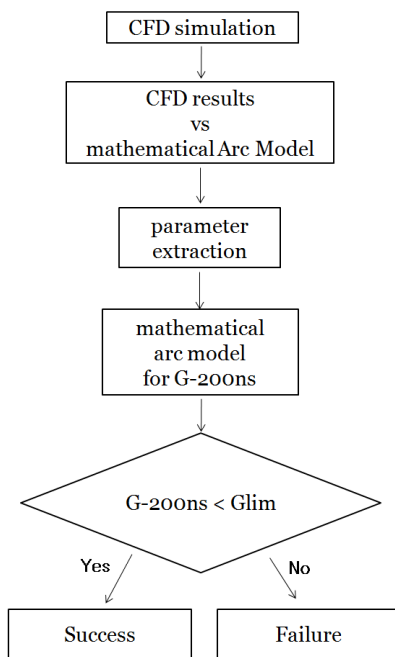 CFD simulation
CFD results
vs
mathematical Arc Model
parameter
extraction
mathematical
arc model
for G-200ns
G-200ns < Glim
Yes
No
Success
Failure